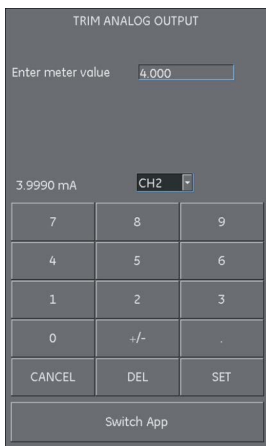 TRIM ANALOG OUTPUT
Enter meter value 4.000
3.9990 mA CH2
7 8 9
4 5 6
1 2 3
0 +/- .
CANCEL DEL SET
Switch App